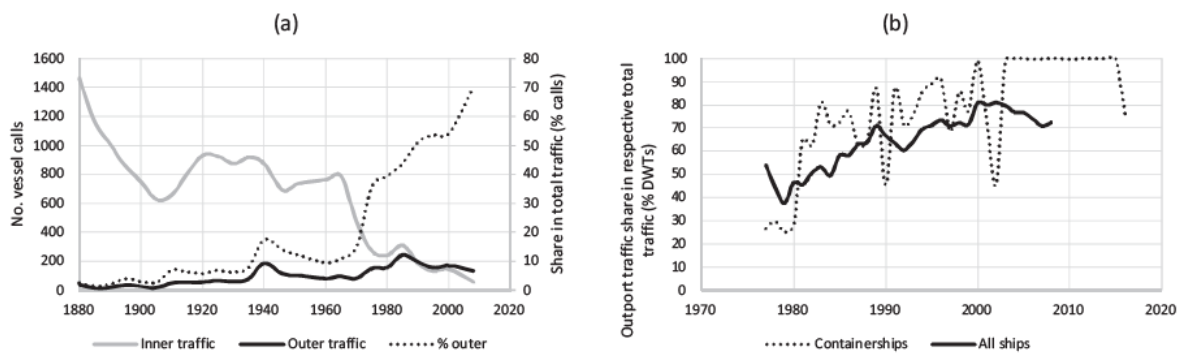 (a)
No. vessel calls
1600
1400
1200
1000
800
600
400
200
0
80
70
60
50
40
30
20
10
0
Share in total traffic (% calls)
1880 1900 1920 1940 1960 1980 2000 2020
Inner traffic Outer traffic % outer
(b)
Outport traffic share in respective total
traffic (% DWTs)
100
90
80
70
60
50
40
30
20
10
0
1970 1980 1990 2000 2010 2020
Containerships All ships